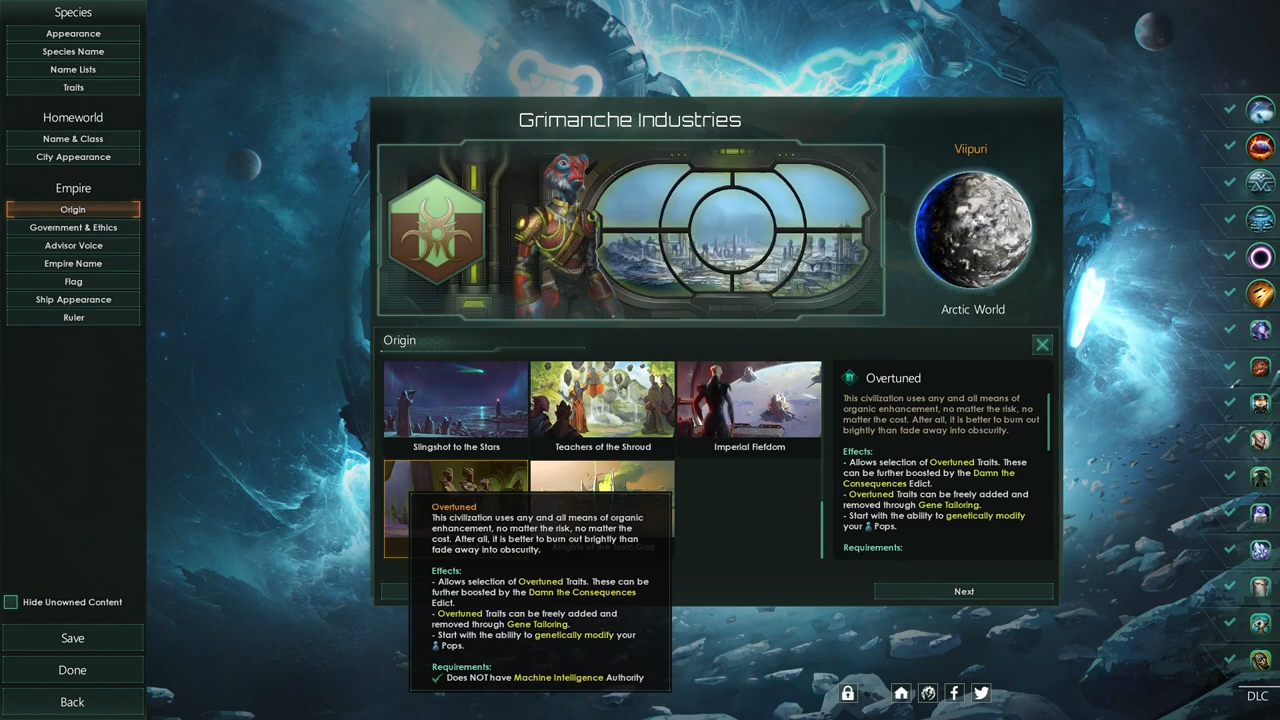 Species
Appearance
Species Name
Name Lists
Traits
Homeworld
Name & Class
City Appearance
Empire
Origin
Government & Ethics
Advisor Voice
Empire Name
Flag
Ship Appearance
Ruler
Hide Unowned Content
Save
Done
Back
Grimanche Industries
Viipuri
Arctic World
Origin
Slingshot to the Stars
Teachers of the Shroud
Imperial Fiefdom
Knights of the Toxic God
Overtuned
This civilization uses any and all means of
organic enhancement, no matter the risk, no
matter the cost. After all, it is better to burn out
brightly than fade away into obscurity.
Effects:
- Allows selection of Overtuned Traits. These
can be further boosted by the Damn the
Consequences Edict.
- Overtuned Traits can be freely added and
removed through Gene Tailoring.
- Start with the ability to genetically modify
your Pops.
Requirements:
Next
Overtuned
This civilization uses any and all means of organic
enhancement, no matter the risk, no matter the
cost. After all, it is better to burn out brightly than
fade away into obscurity.
Effects:
- Allows selection of Overtuned Traits. These can be
further boosted by the Damn the Consequences
Edict.
- Overtuned Traits can be freely added and
removed through Gene Tailoring.
- Start with the ability to genetically modify your
Pops.
Requirements:
Does NOT have Machine Intelligence Authority
DLC